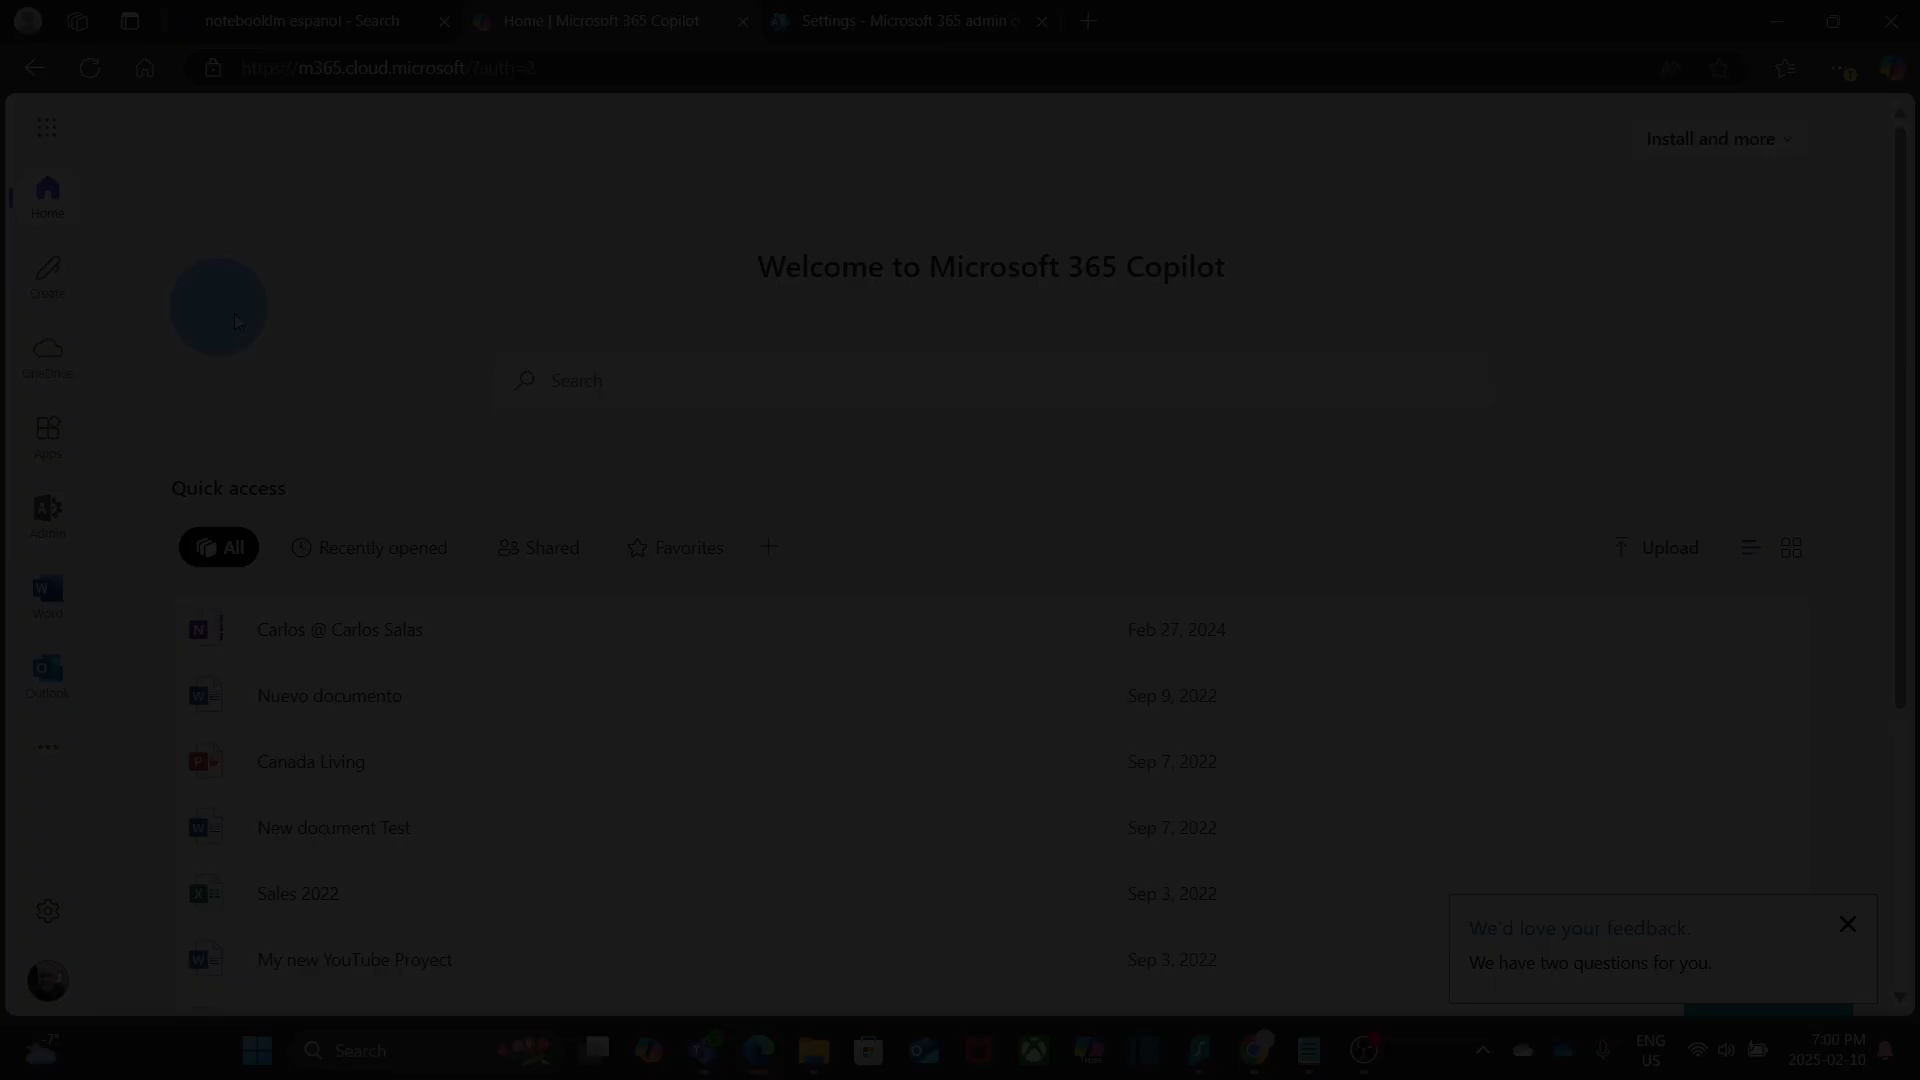 notebooklm espanol - Search
Home | Microsoft 365 Copilot
Settings - Microsoft 365 admin c
https://m365.cloud.microsoft/?auth=2
Install and more
Home
Create
OneDrive
Apps
Admin
Word
Outlook
Welcome to Microsoft 365 Copilot
Search
Quick access
All
Recently opened
Shared
Favorites
Upload
Carlos @ Carlos Salas
Feb 27, 2024
Nuevo documento
Sep 9, 2022
Canada Living
Sep 7, 2022
New document Test
Sep 7, 2022
Sales 2022
Sep 3, 2022
My new YouTube Proyect
Sep 3, 2022
We'd love your feedback.
We have two questions for you.
-7°
Search
ENG
US
7:00 PM
2025-02-10